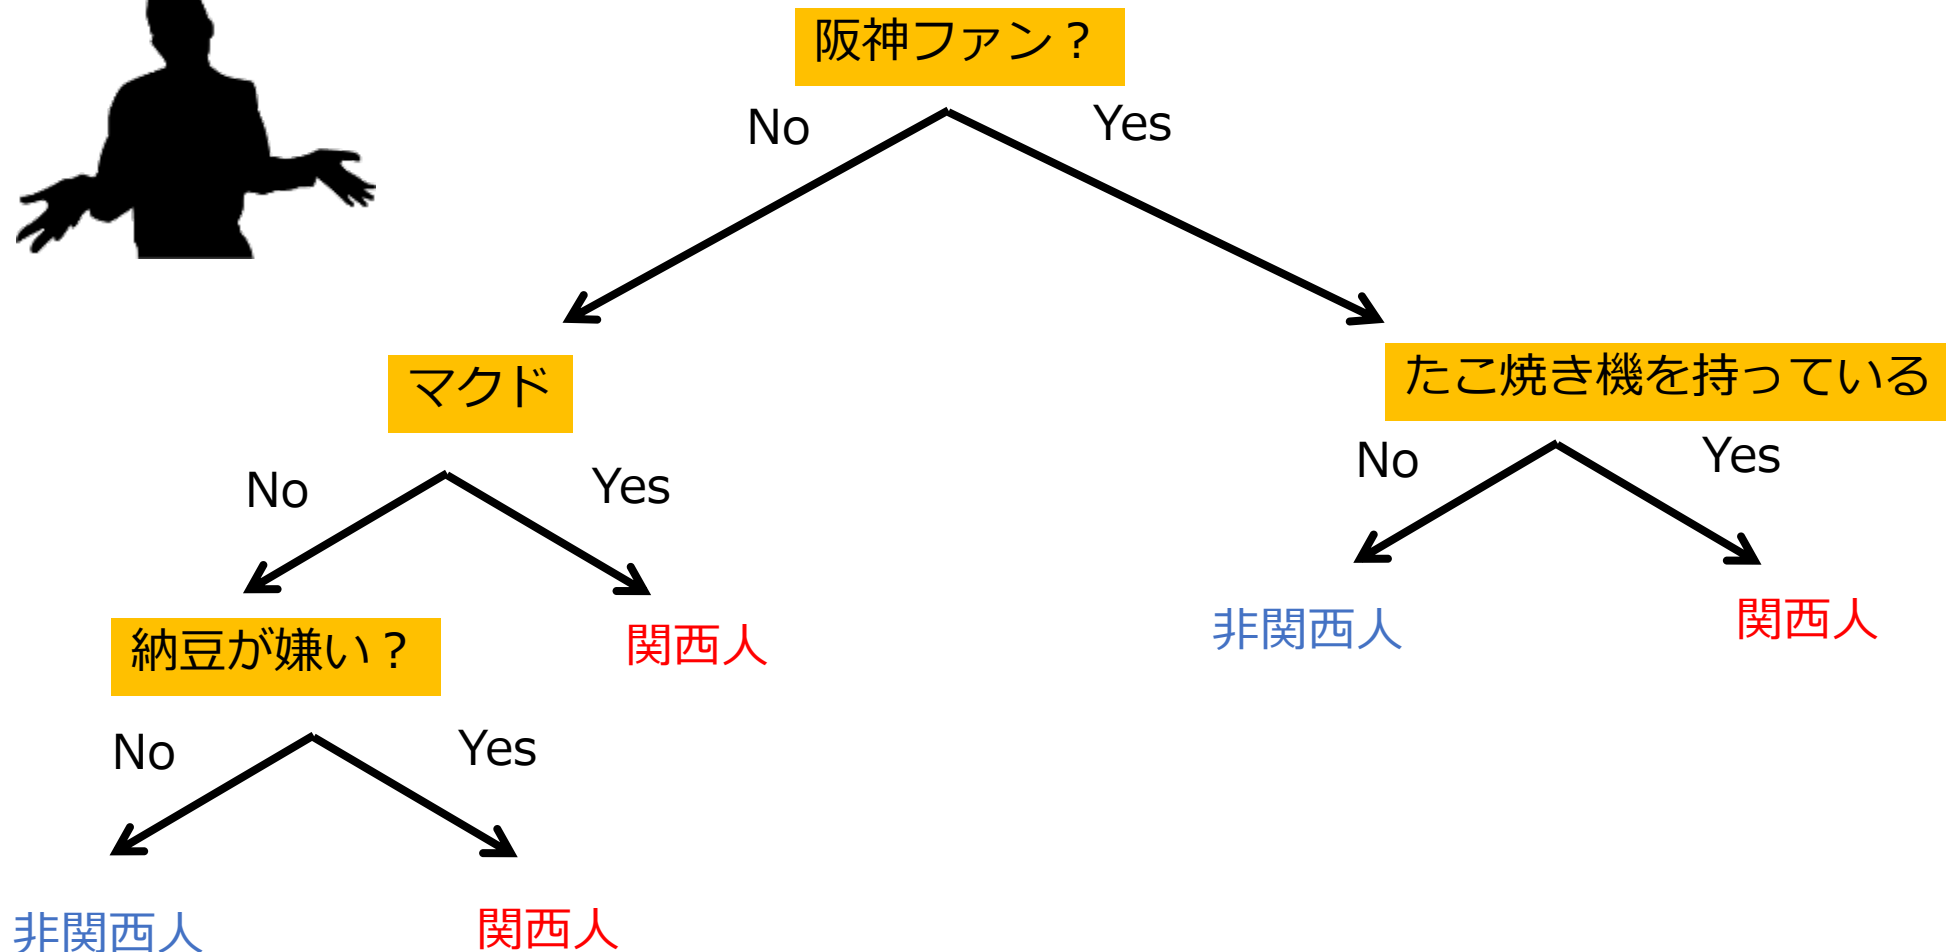 阪神ファン？
No
Yes
マクド
たこ焼き機を持っている
No
Yes
No
Yes
納豆が嫌い？
関西人
非関西人
関西人
No
Yes
非関西人
関西人